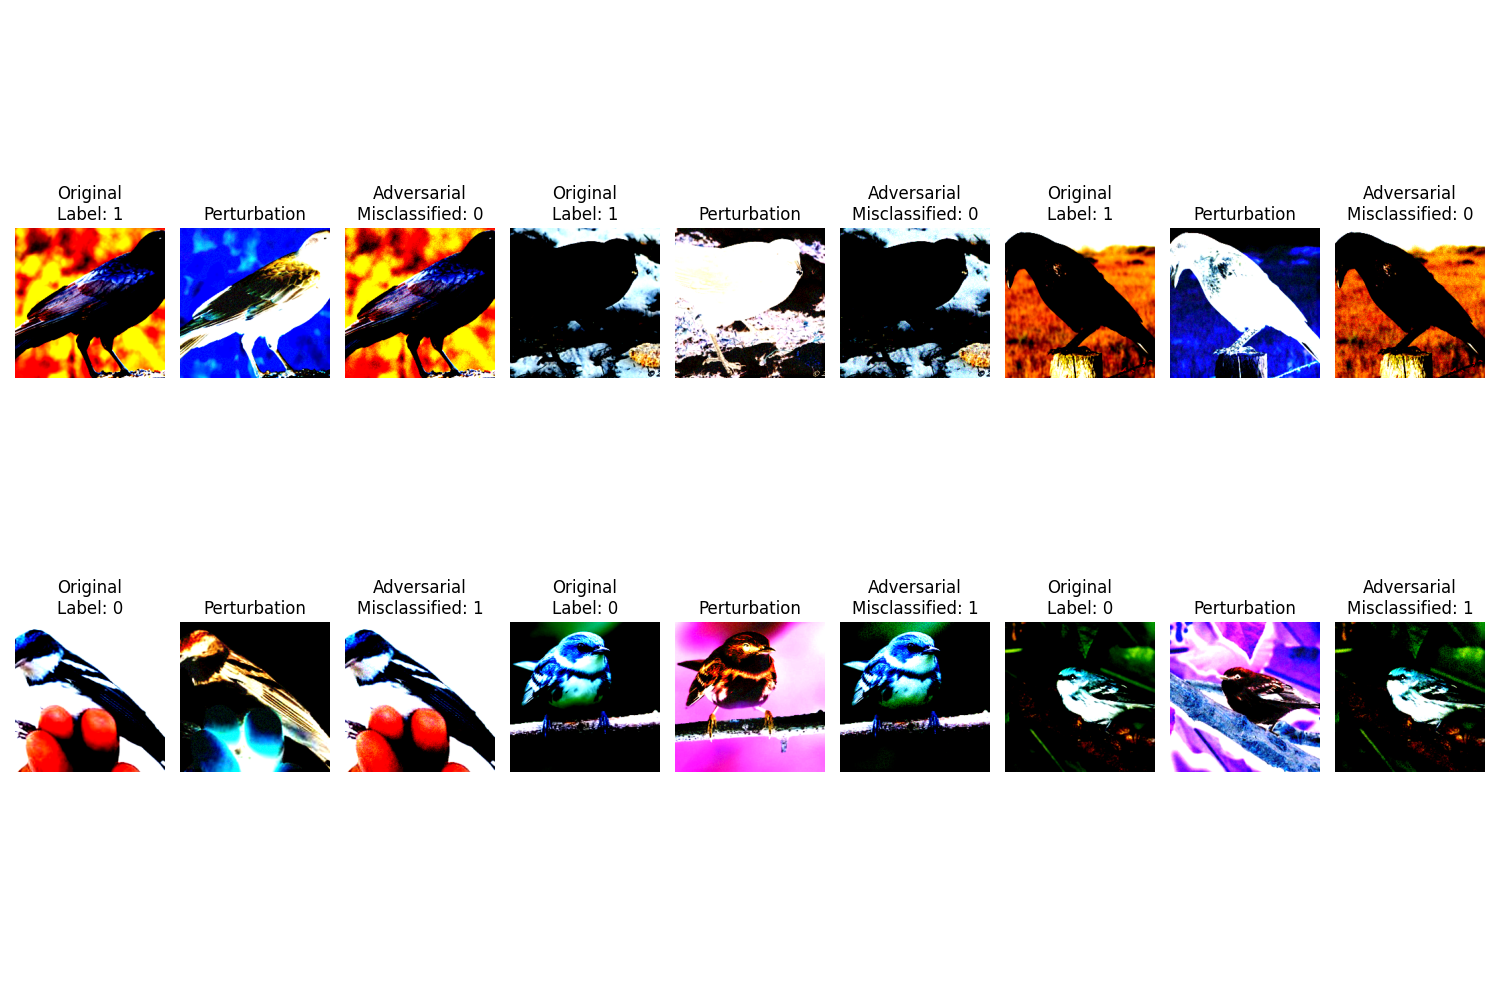 Original
Label: 1
Perturbation
Adversarial
Misclassified: 0
Original
Label: 1
Perturbation
Adversarial
Misclassified: 0
Original
Label: 1
Perturbation
Adversarial
Misclassified: 0
Original
Label: 0
Perturbation
Adversarial
Misclassified: 1
Original
Label: 0
Perturbation
Adversarial
Misclassified: 1
Original
Label: 0
Perturbation
Adversarial
Misclassified: 1